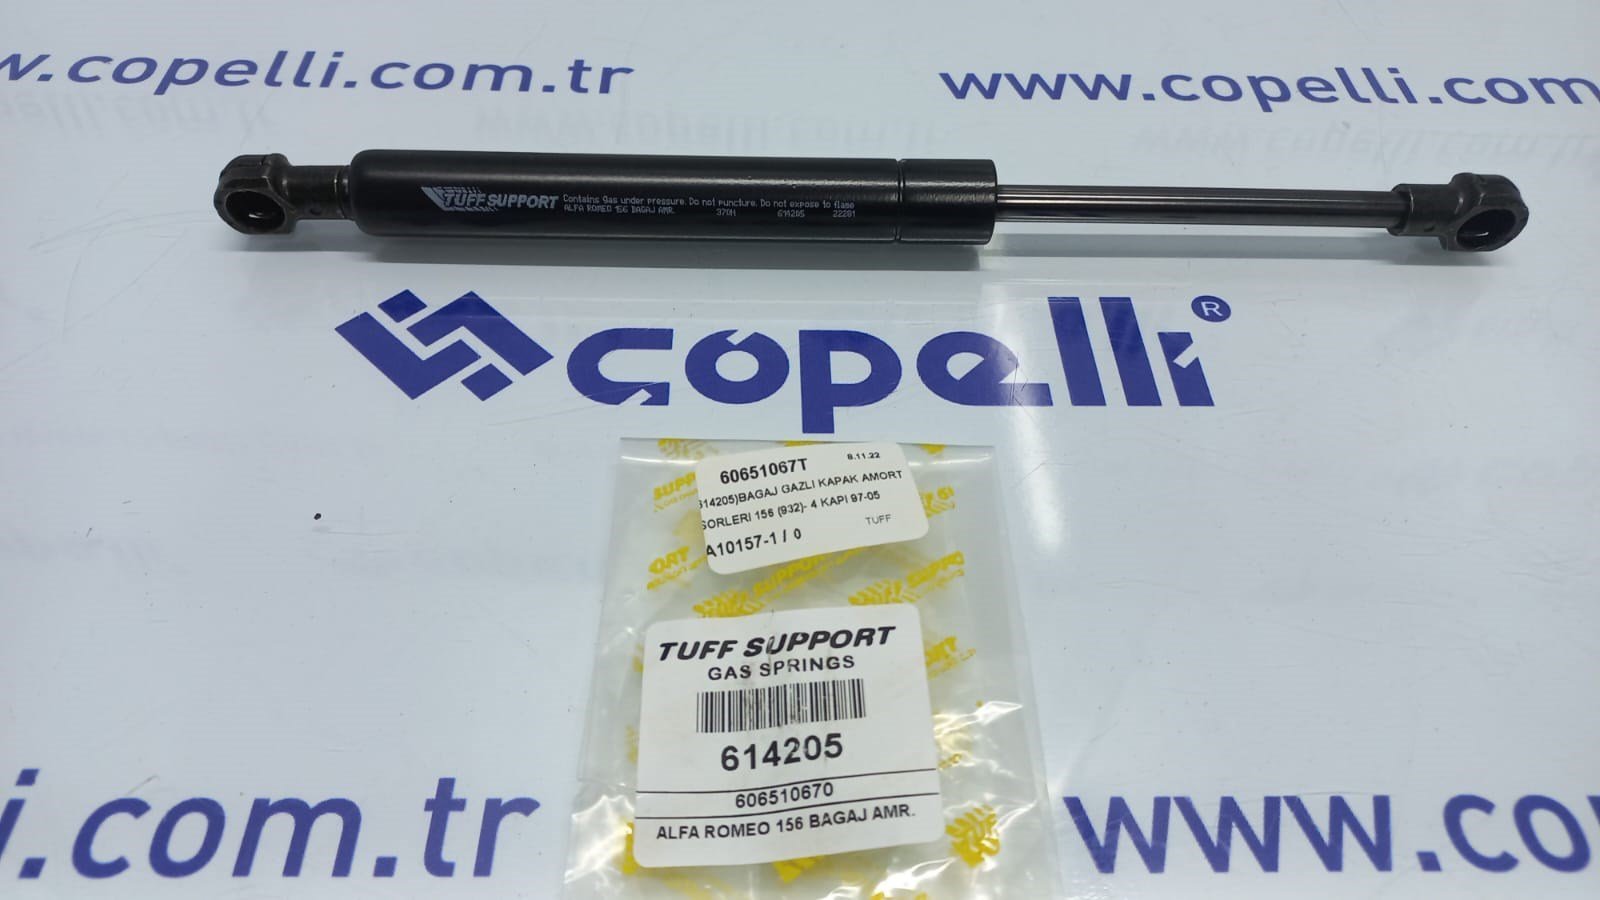 w.copelli.com.tr
www.copelli.com
TUFF SUPPORT
Contains gas under pressure. Do not puncture. Do not expose to flame
ALFA ROMEO 156 BAGAJ AMR. 370N 614205 22201
copelli ®
60651067T 8.11.22
614205)BAGAJ GAZLI KAPAK AMORT
SORLERI 156 (932)- 4 KAPI 97-05
A10157-1 / 0 TUFF
TUFF SUPPORT
GAS SPRINGS
614205
606510670
ALFA ROMEO 156 BAGAJ AMR.
i.com.tr
www.c